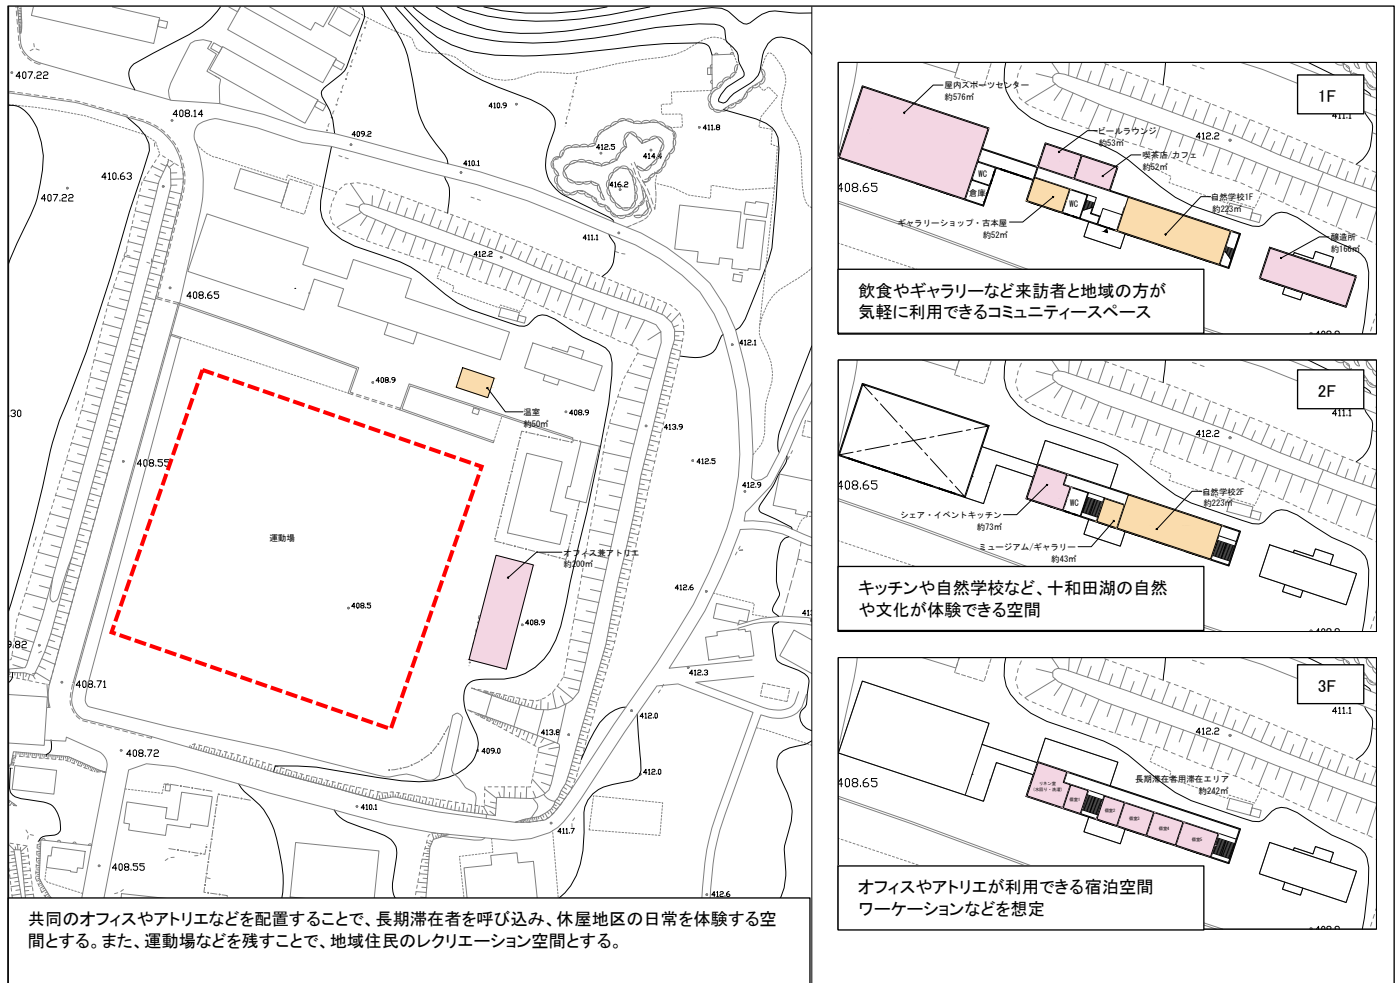 407.22
408.14
410.9
411.8
409.2
412.5
414.4
410.1
410.63
407.22
416.2
411.1
412.2
408.65
412.1
408.9
温室
約50㎡
408.9
30
413.9
408.55
412.5
412.9
運動場
オフィス兼アトリエ
約200㎡
412.6
408.5
408.9
9.82
412.3
408.71
412.0
413.8
408.72
409.0
412.0
410.1
411.7
408.55
412.6
共同のオフィスやアトリエなどを配置することで、長期滞在者を呼び込み、休屋地区の日常を体験する空
間とする。また、運動場などを残すことで、地域住民のレクリエーション空間とする。
1F
屋内スポーツセンター
約576㎡
411.1
ビールラウンジ
約53㎡
412.2
喫茶店/カフェ
約52㎡
WC
倉庫
408.65
WC
自然学校1F
約223㎡
ギャラリーショップ・古本屋
約52㎡
醸造所
約166㎡
飲食やギャラリーなど来訪者と地域の方が
気軽に利用できるコミュニティースペース
2F
411.1
412.2
408.65
自然学校2F
約223㎡
WC
シェア・イベントキッチン
約73㎡
ミュージアム/ギャラリー
約43㎡
キッチンや自然学校など、十和田湖の自然
や文化が体験できる空間
3F
411.1
412.2
408.65
長期滞在者用滞在エリア
約242㎡
リネン室
個室1
個室2
個室3
個室4
個室5
オフィスやアトリエが利用できる宿泊空間
ワーケーションなどを想定